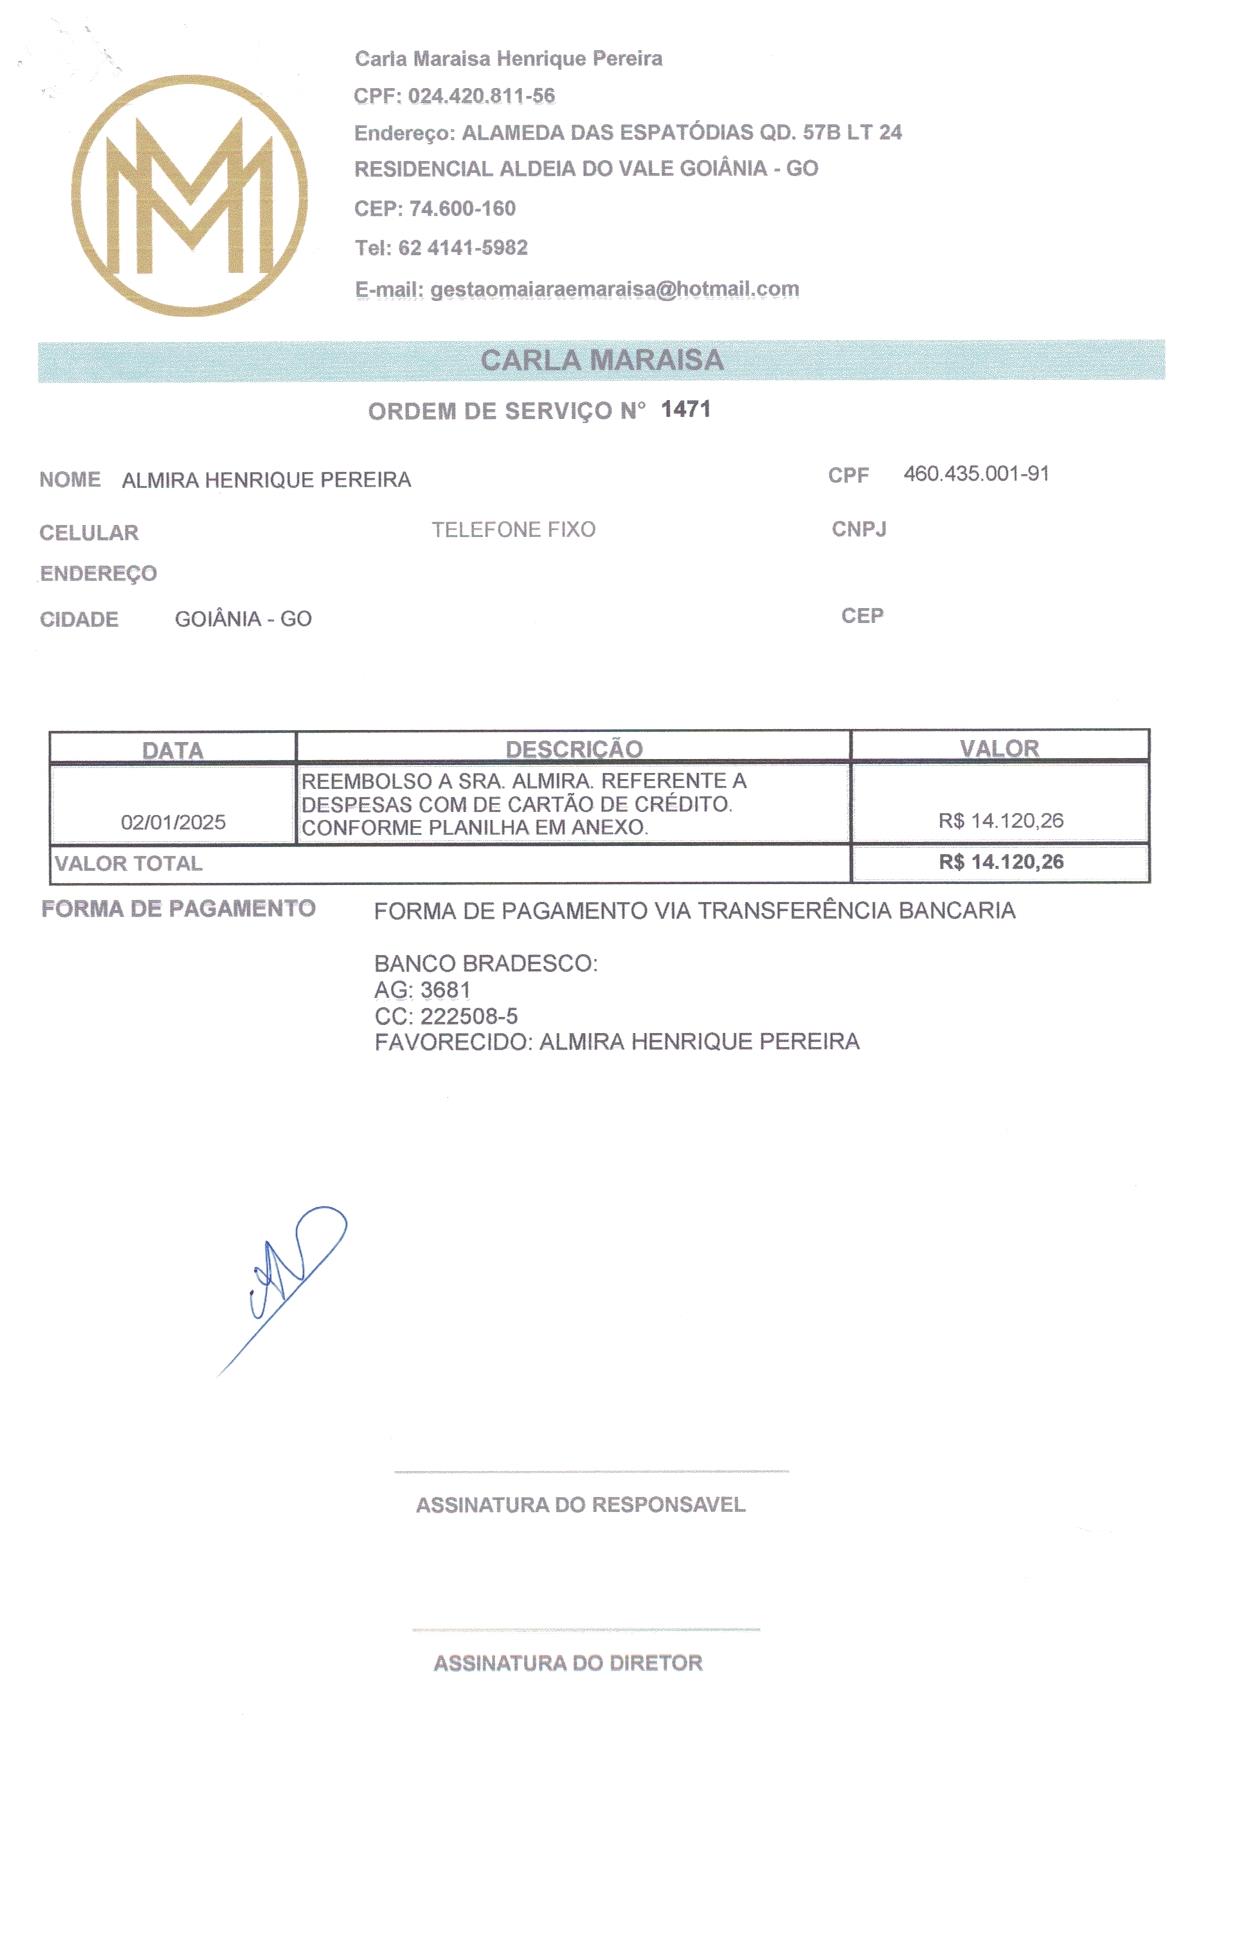 Carla Maraisa Henrique Pereira
CPF: 024.420.811-56
Endereço: ALAMEDA DAS ESPATÓDIAS QD. 57B LT 24
RESIDENCIAL ALDEIA DO VALE GOIÂNIA - GO
CEP: 74.600-160
Tel: 62 4141-5982
E-mail: gestaomaiaraemaraisa@hotmail.com
MM
CARLA MARAISA
ORDEM DE SERVIÇO N° 1471
NOME ALMIRA HENRIQUE PEREIRA CPF 460.435.001-91
CELULAR TELEFONE FIXO CNPJ
ENDEREÇO
CIDADE GOIÂNIA - GO CEP
DATA DESCRIÇÃO VALOR
REEMBOLSO A SRA. ALMIRA. REFERENTE A
DESPESAS COM DE CARTÃO DE CRÉDITO.
02/01/2025 CONFORME PLANILHA EM ANEXO. R$ 14.120,26
VALOR TOTAL R$ 14.120,26
FORMA DE PAGAMENTO FORMA DE PAGAMENTO VIA TRANSFERÊNCIA BANCARIA
BANCO BRADESCO:
AG: 3681
CC: 222508-5
FAVORECIDO: ALMIRA HENRIQUE PEREIRA
ASSINATURA DO RESPONSAVEL
ASSINATURA DO DIRETOR